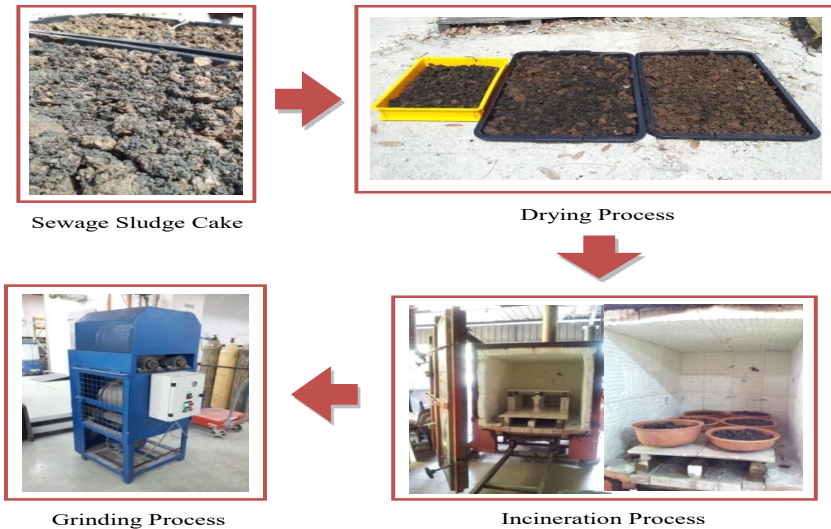 Sewage Sludge Cake
Drying Process
Grinding Process
Incineration Process